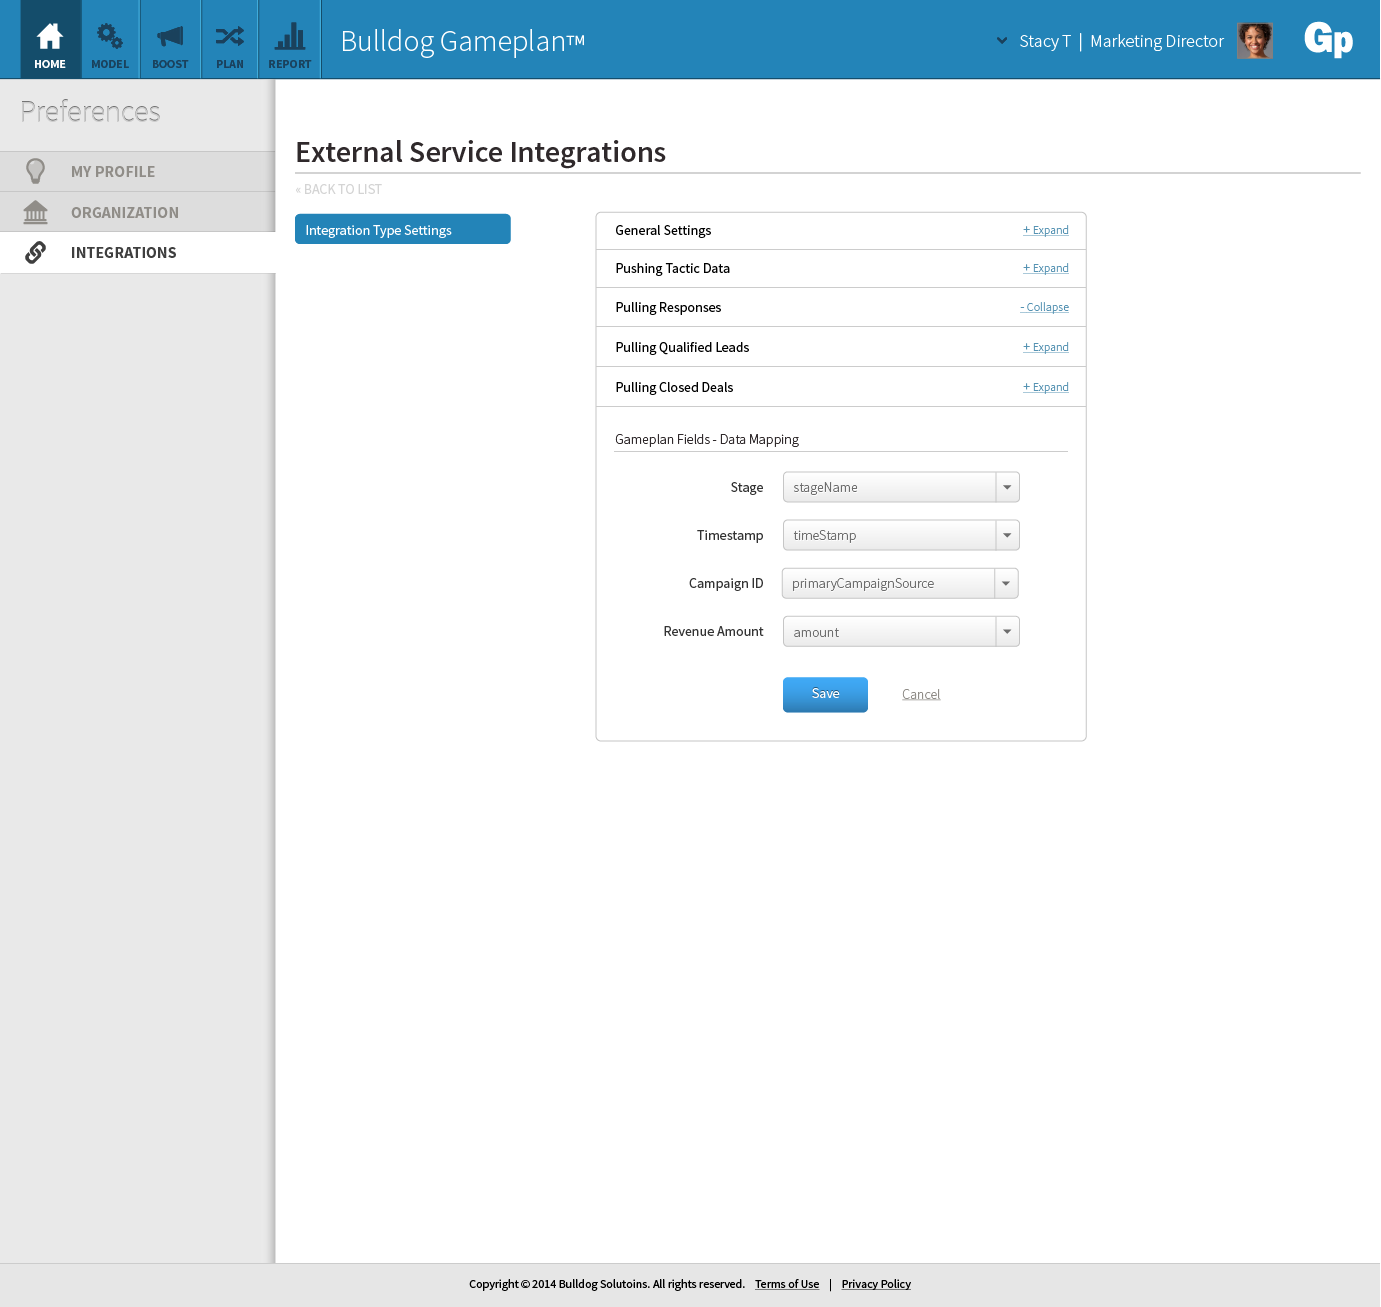 HOME
MODEL
BOOST
PLAN
REPORT
Bulldog Gameplan™
Stacy T | Marketing Director
Gp
Preferences
MY PROFILE
ORGANIZATION
INTEGRATIONS
External Service Integrations
« BACK TO LIST
Integration Type Settings
General Settings + Expand
Pushing Tactic Data + Expand
Pulling Responses - Collapse
Pulling Qualified Leads + Expand
Pulling Closed Deals + Expand
Gameplan Fields - Data Mapping
Stage stageName
Timestamp timeStamp
Campaign ID primaryCampaignSource
Revenue Amount amount
Save Cancel
Copyright © 2014 Bulldog Solutoins. All rights reserved. Terms of Use | Privacy Policy